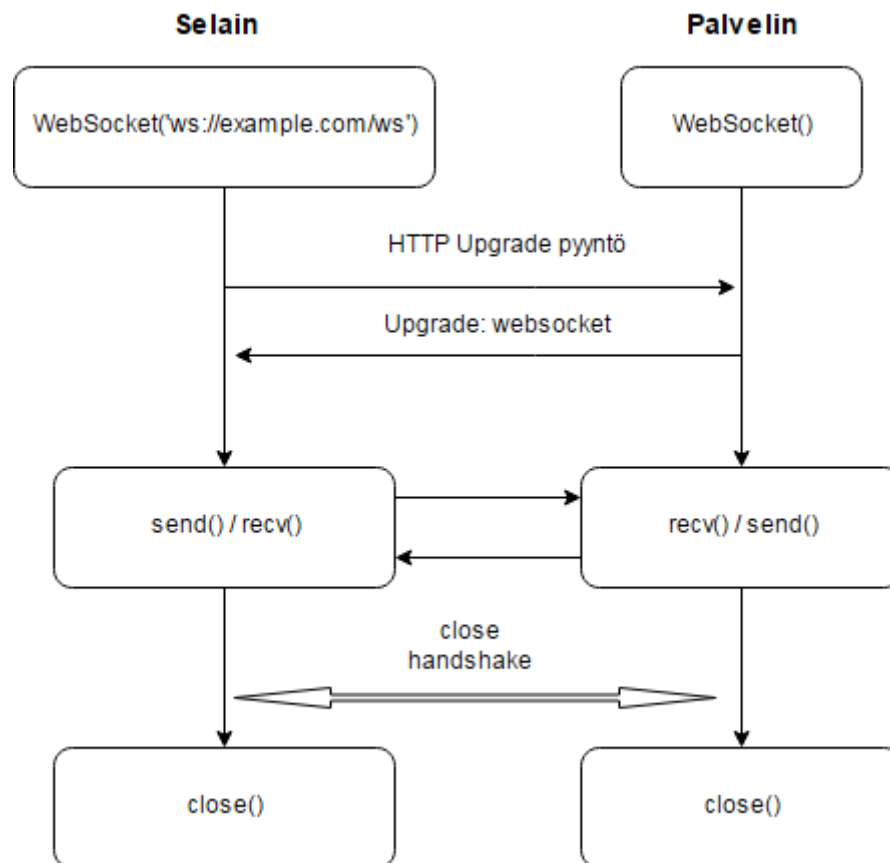 Selain
Palvelin
WebSocket('ws://example.com/ws')
WebSocket()
HTTP Upgrade pyyntö
Upgrade: websocket
send() / recv()
recv() / send()
close
handshake
close()
close()